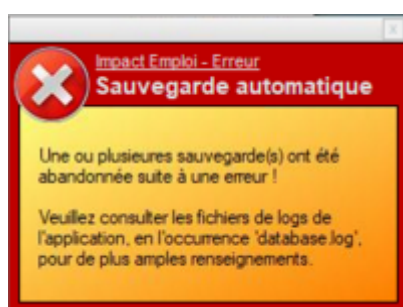 Impact Emploi - Erreur
Sauvegarde automatique
Une ou plusieures sauvegarde(s) ont été
abandonnée suite à une erreur !
Veuillez consulter les fichiers de logs de
l'application, en l'occurrence 'database.log',
pour de plus amples renseignements.